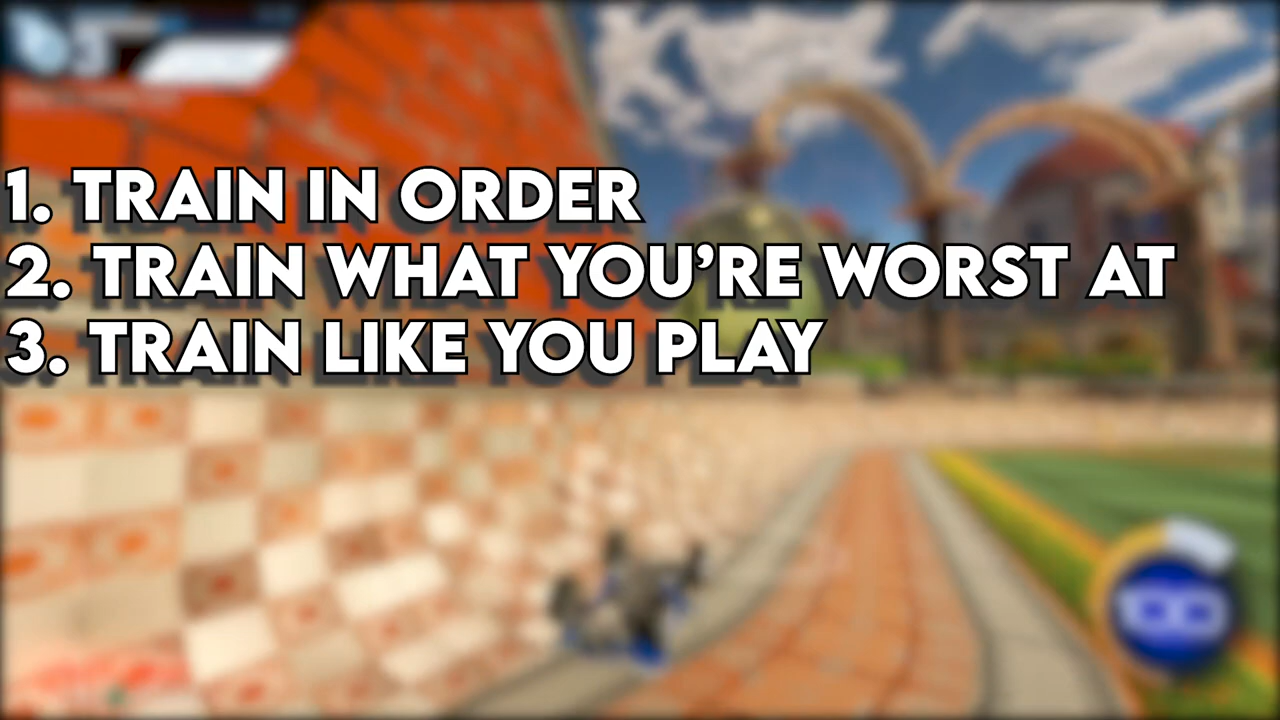 1. TRAIN IN ORDER
2. TRAIN WHAT YOU’RE WORST AT
3. TRAIN LIKE YOU PLAY